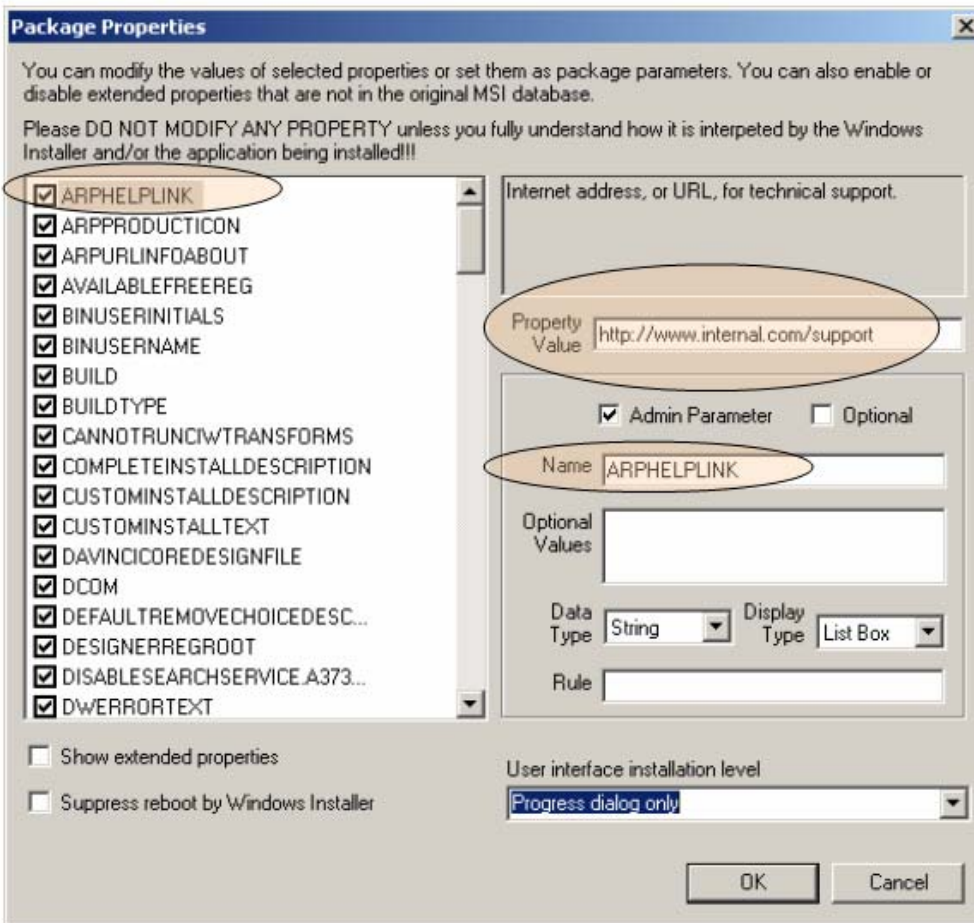 Package Properties
You can modify the values of selected properties or set them as package parameters. You can also enable or
disable extended properties that are not in the original MSI database.
Please DO NOT MODIFY ANY PROPERTY unless you fully understand how it is interpeted by the Windows
Installer and/or the application being installed!!!
ARPHELPLINK
ARPPRODUCTICON
ARPURLINFOABOUT
AVAILABLEFREEREG
BINUSERINITIALS
BINUSERNAME
BUILD
BUILDTYPE
CANNOTRUNCIWTRANSFORMS
COMPLETEINSTALLDESCRIPTION
CUSTOMINSTALLDESCRIPTION
CUSTOMINSTALLTEXT
DAVINCICOREDESIGNFILE
DCOM
DEFAULTREMOVECHOICEDESC...
DESIGNERREGROOT
DISABLESEARCHSERVICE.A373...
DWERRORTEXT
Internet address, or URL, for technical support.
Property
Value
http://www.internal.com/support
Admin Parameter
Optional
Name
ARPHELPLINK
Optional
Values
Data
Type
String
Display
Type
List Box
Rule
Show extended properties
Suppress reboot by Windows Installer
User interface installation level
Progress dialog only
OK
Cancel